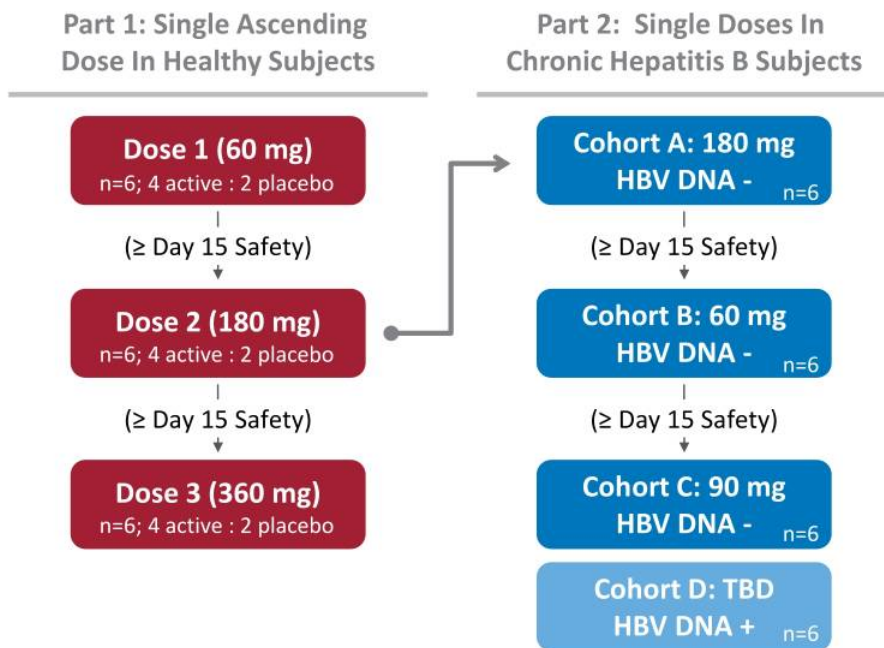 Part 1: Single Ascending
Dose In Healthy Subjects
Dose 1 (60 mg)
n=6; 4 active : 2 placebo
(≥ Day 15 Safety)
Dose 2 (180 mg)
n=6; 4 active : 2 placebo
(≥ Day 15 Safety)
Dose 3 (360 mg)
n=6; 4 active : 2 placebo
Part 2: Single Doses In
Chronic Hepatitis B Subjects
Cohort A: 180 mg
HBV DNA -
n=6
(≥ Day 15 Safety)
Cohort B: 60 mg
HBV DNA -
n=6
(≥ Day 15 Safety)
Cohort C: 90 mg
HBV DNA -
n=6
Cohort D: TBD
HBV DNA +
n=6